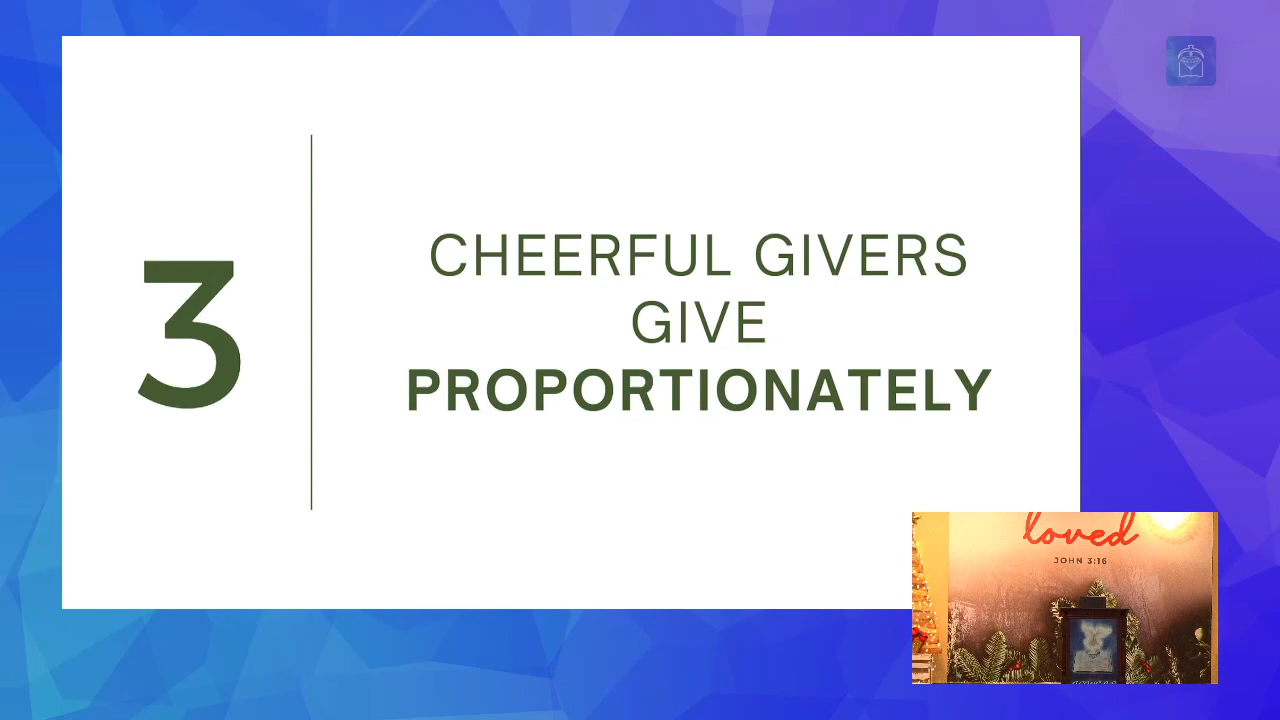 3
CHEERFUL GIVERS
GIVE
PROPORTIONATELY
loved
JOHN 3:16